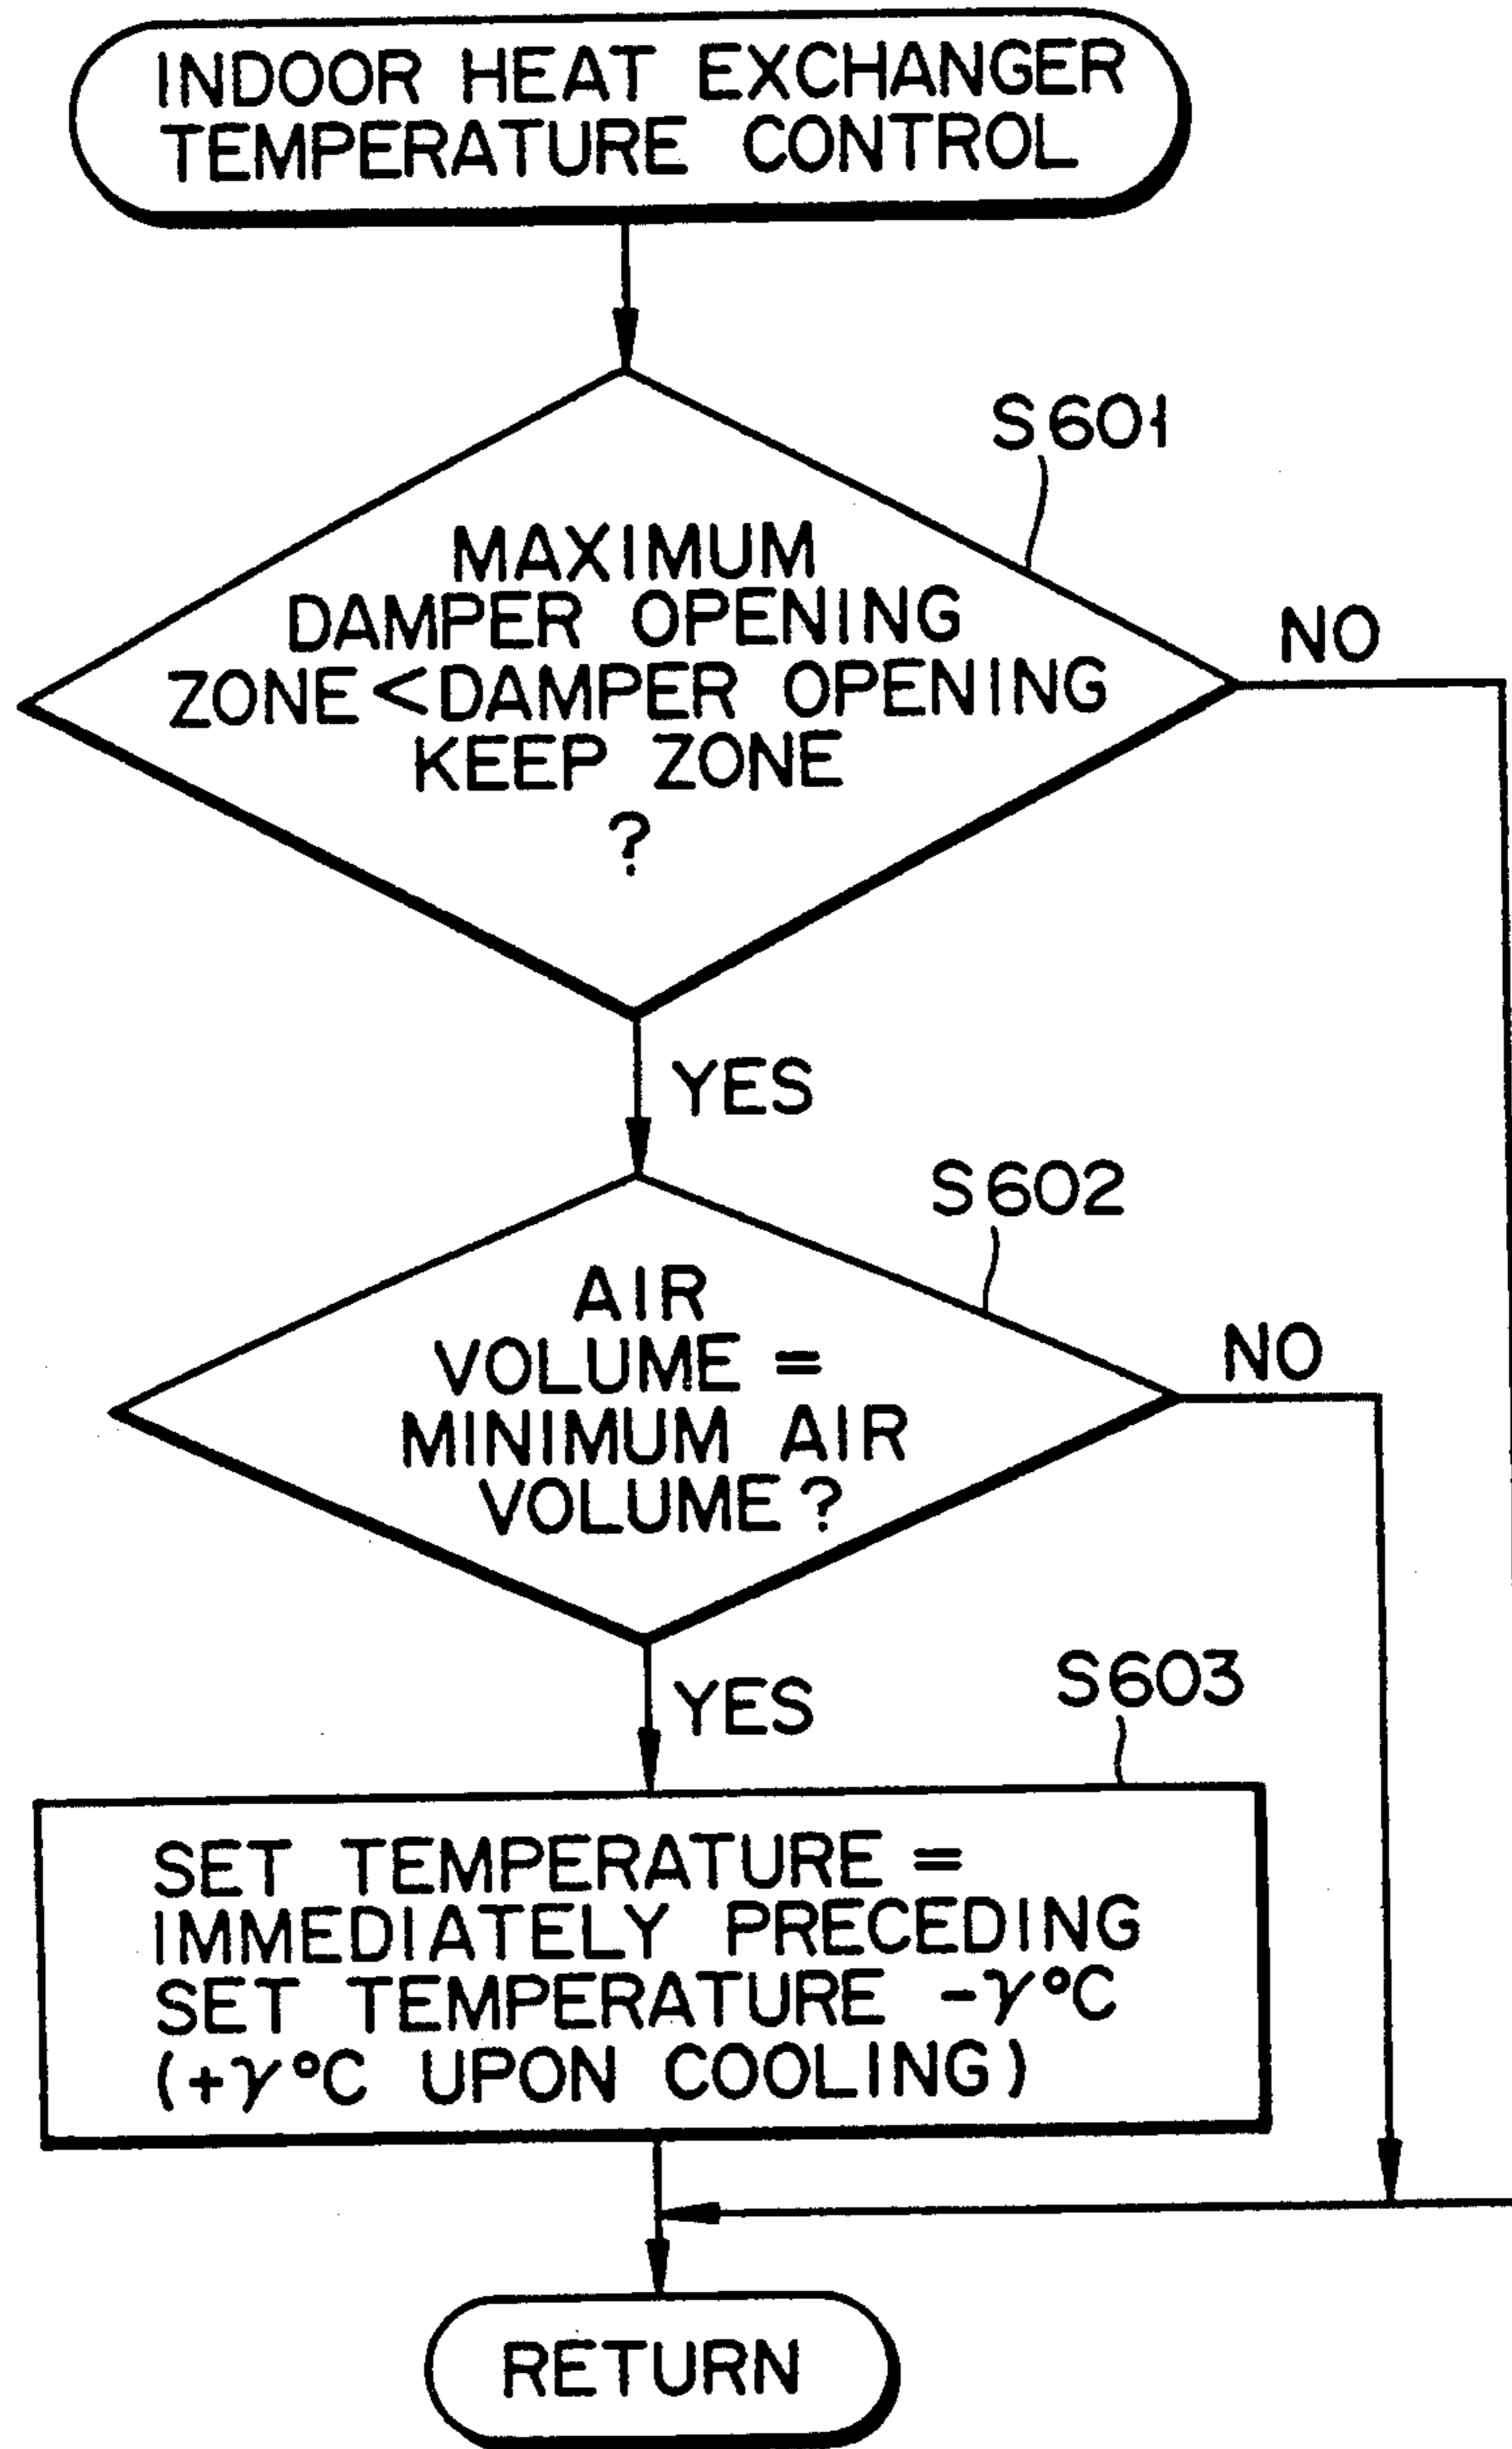 INDOOR HEAT EXCHANGER
TEMPERATURE CONTROL
S601
MAXIMUM
DAMPER OPENING
ZONE<DAMPER OPENING
KEEP ZONE
?
NO
YES
S602
AIR
VOLUME =
MINIMUM AIR
VOLUME?
NO
YES
S603
SET TEMPERATURE =
IMMEDIATELY PRECEDING
SET TEMPERATURE -γ°C
(+γ°C UPON COOLING)
RETURN